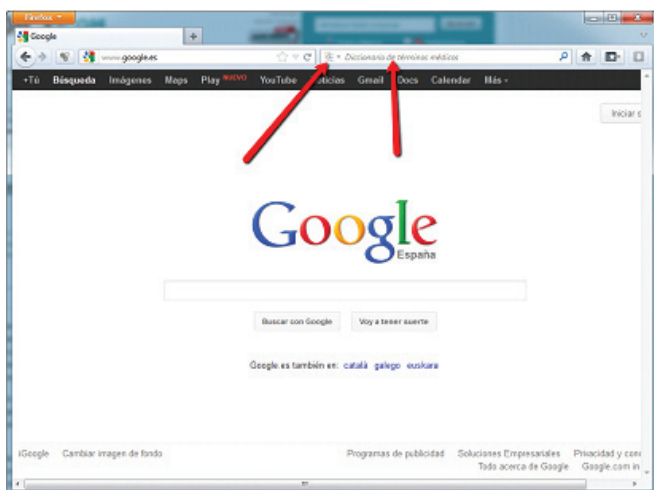 Firefox
Google
www.google.es
Diccionario de términos médicos
+Tú Búsqueda Imágenes Maps Play NUEVO YouTube Noticias Gmail Docs Calendar Más
Iniciar s
Google
España
Buscar con Google Voy a tener suerte
Google.es también en: català galego euskara
iGoogle Cambiar imagen de fondo Programas de publicidad Soluciones Empresariales Privacidad y con
Todo acerca de Google Google.com in